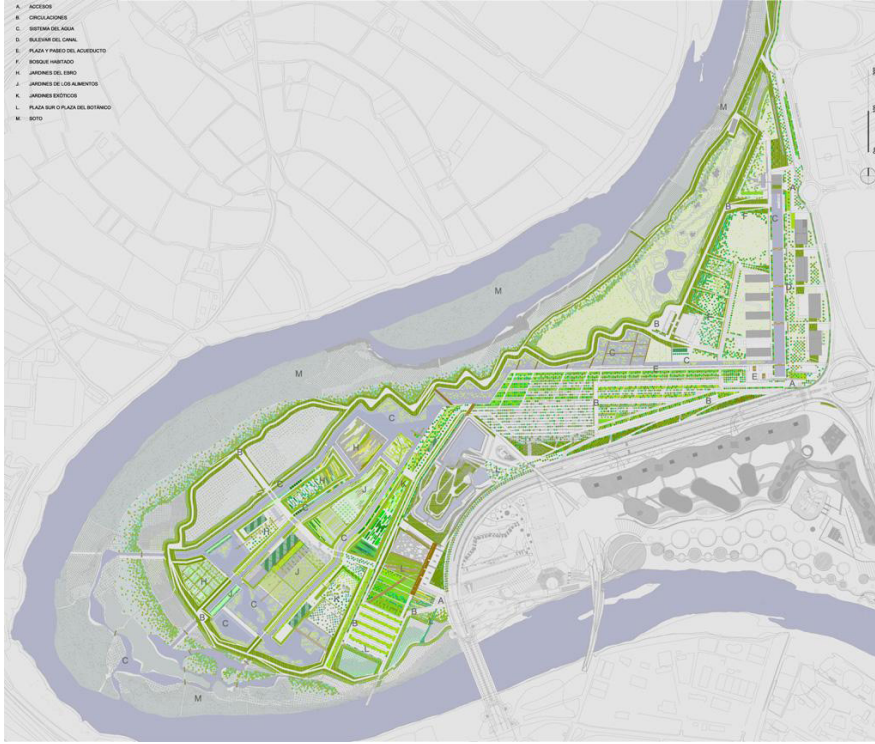 A. ACCESOS
B. CIRCULACIONES
C. SISTEMA DEL AGUA
D. BULEVAR DEL CANAL
E. PLAZA Y PASEO DEL ACUEDUCTO
F. BOSQUE HABITADO
H. JARDINES DEL EBRO
J. JARDINES DE LOS ALIMENTOS
K. JARDINES EXÓTICOS
L. PLAZA SUR O PLAZA DEL BOTÁNICO
M. SOTO
M
A
B
F
C
M
B
F
C
C
E
E
A
M
B
B
C
H
B
C
H
J
K
C
H
C
L
J
H
J
K
A
B
C
B
C
B
L
C
M